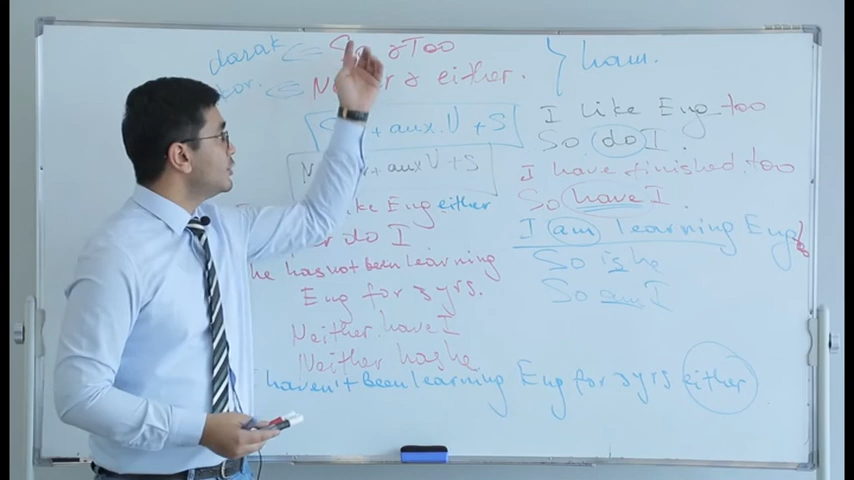 darak <= So & Too } ham.
<= & either.
I like Eng too
+ aux.V + S
So do I.
+ aux V + S
I have finished. too
So have I.
like Eng either
I am learning Eng
do I
So is he
he has not been learning
So am I
Eng for 3 yrs.
Neither have I
Neither has he
haven't been learning Eng for 3 yrs either